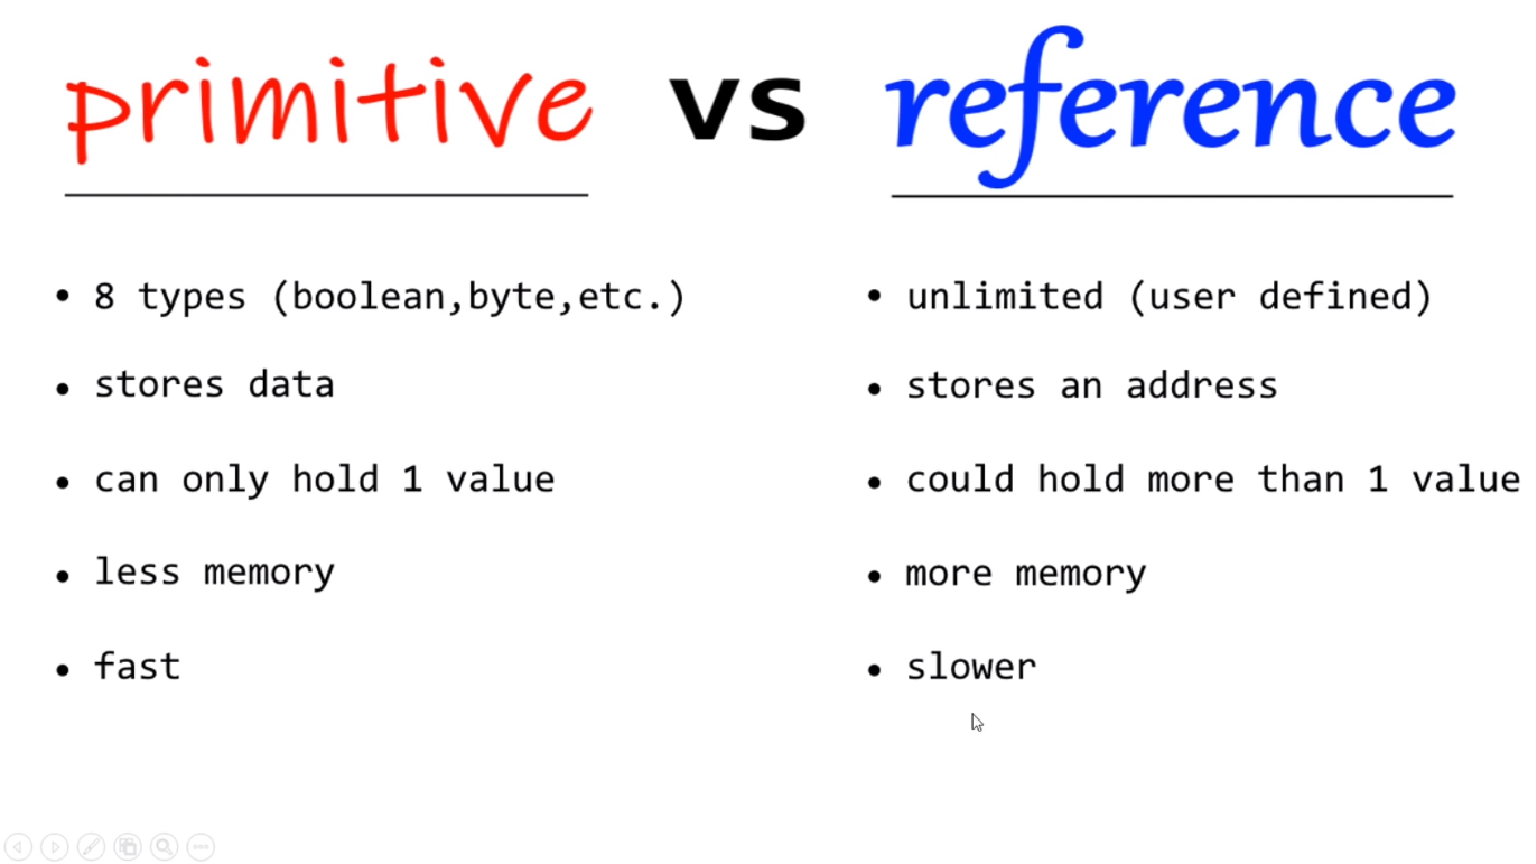 primitive vs reference
• 8 types (boolean,byte,etc.)
• stores data
• can only hold 1 value
• less memory
• fast
• unlimited (user defined)
• stores an address
• could hold more than 1 value
• more memory
• slower